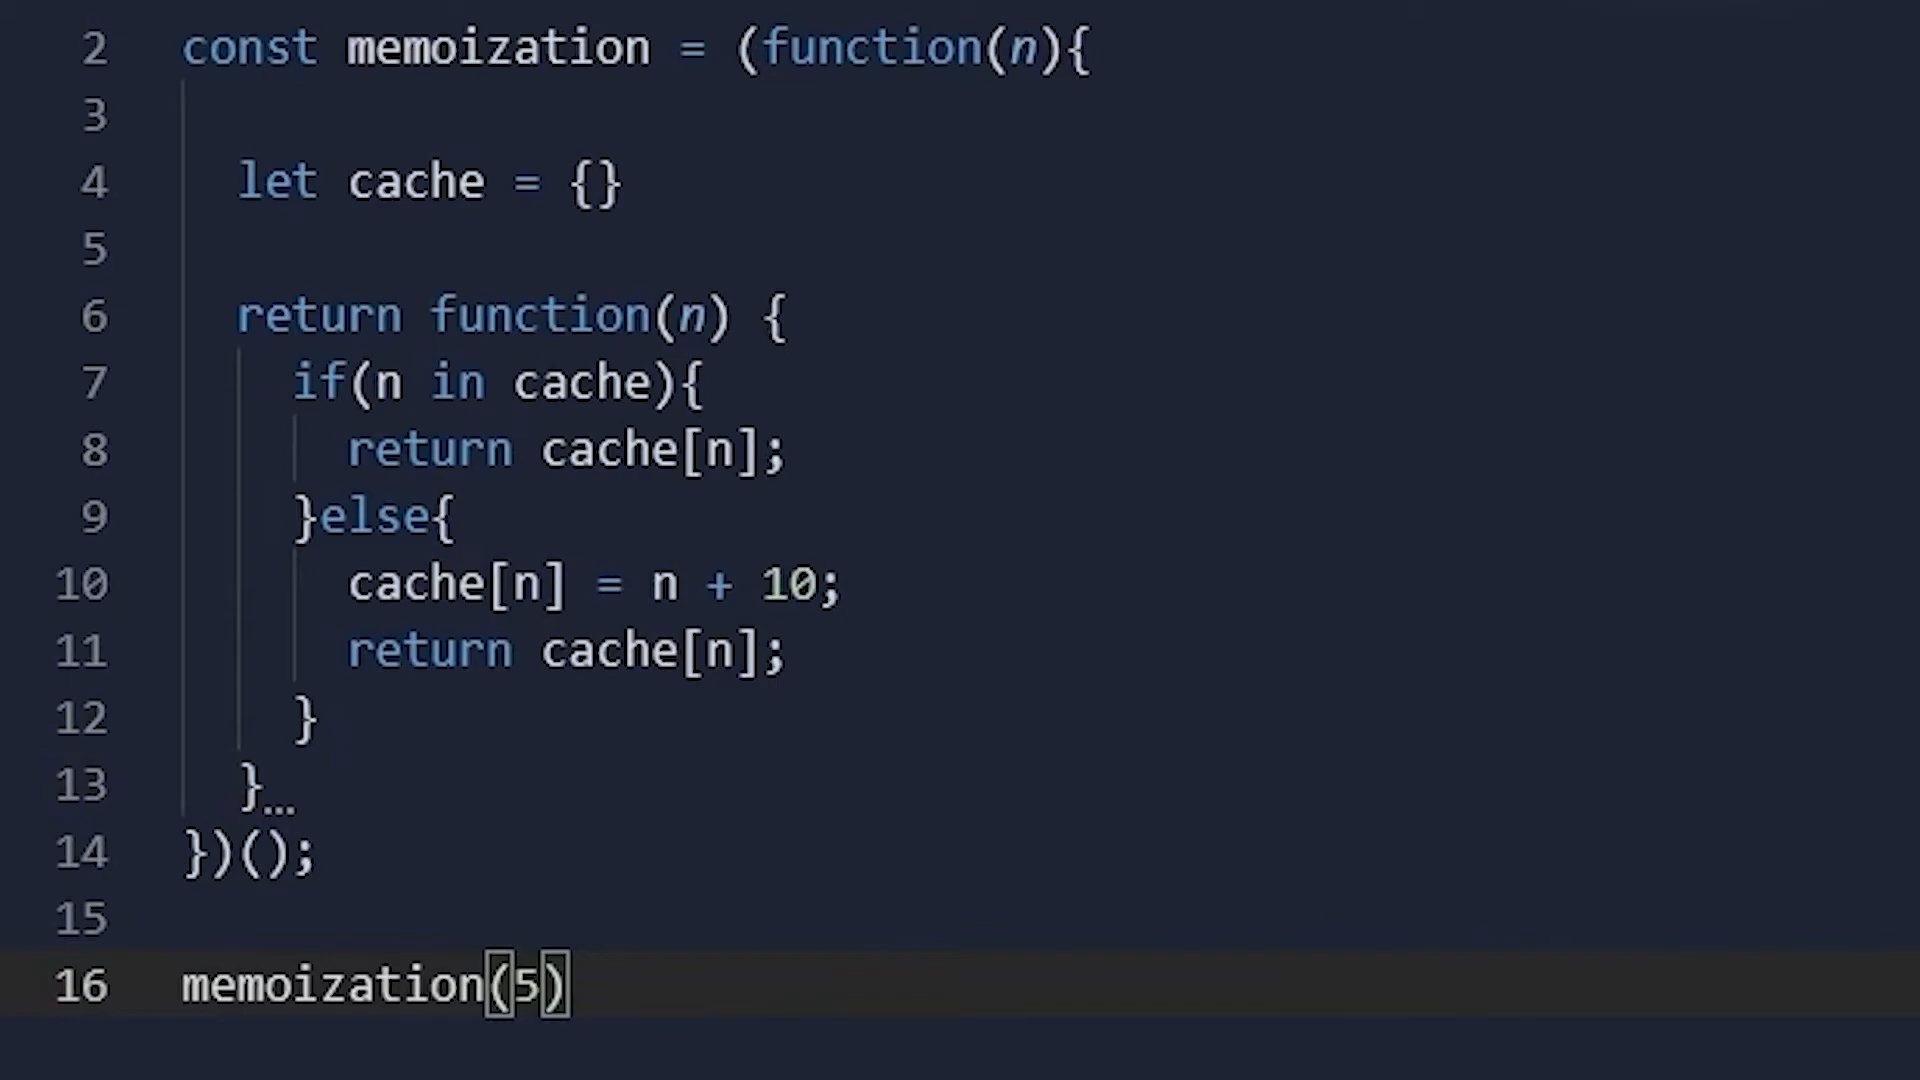 2 const memoization = (function(n){
3
4 let cache = {}
5
6 return function(n) {
7 if(n in cache){
8 return cache[n];
9 }else{
10 cache[n] = n + 10;
11 return cache[n];
12 }
13 }
14 })();
15
16 memoization(5)